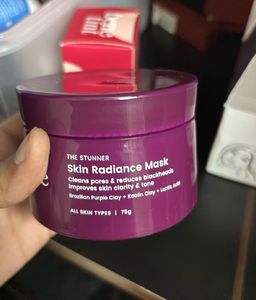 THE STUNNER
Skin Radiance Mask
Cleans pores & reduces blackheads
Improves skin clarity & tone
Brazilian Purple Clay + Kaolin Clay + Lactic Acid
ALL SKIN TYPES | 75g